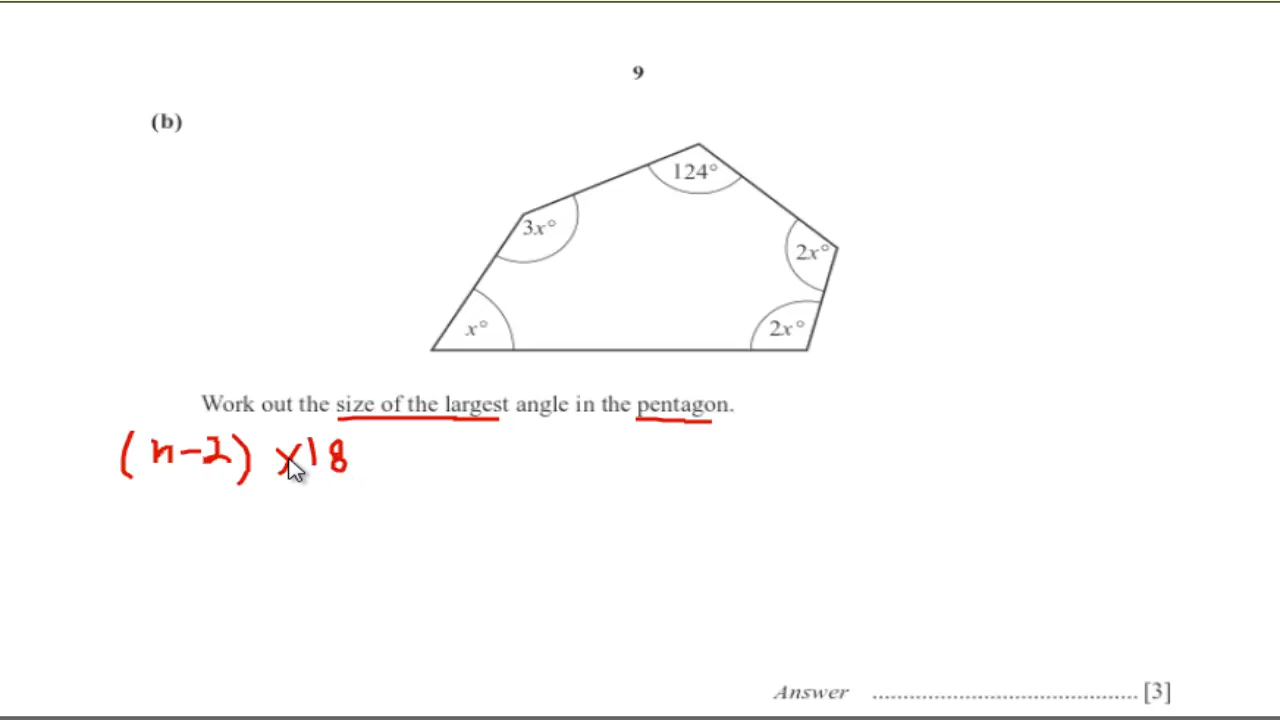 9
(b)
124°
3x°
2x°
x°
2x°
Work out the size of the largest angle in the pentagon.
(n-2) ×18
Answer ............................................ [3]